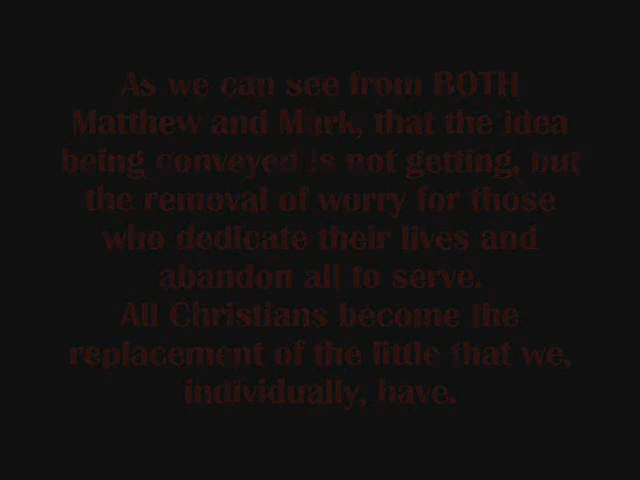 As we can see from BOTH
Matthew and Mark, that the idea
being conveyed is not getting, but
the removal of worry for those
who dedicate their lives and
abandon all to serve.
All Christians become the
replacement of the little that we,
individually, have.